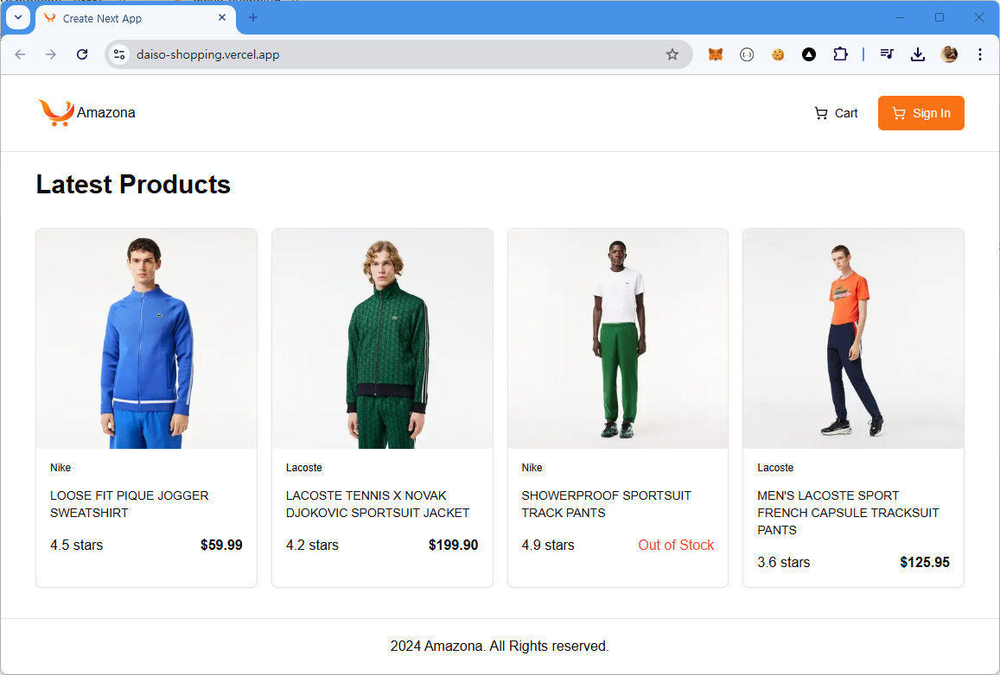 Create Next App
daiso-shopping.vercel.app
Amazona
Cart
Sign In
Latest Products
Nike
LOOSE FIT PIQUE JOGGER
SWEATSHIRT
4.5 stars
$59.99
Lacoste
LACOSTE TENNIS X NOVAK
DJOKOVIC SPORTSUIT JACKET
4.2 stars
$199.90
Nike
SHOWERPROOF SPORTSUIT
TRACK PANTS
4.9 stars
Out of Stock
Lacoste
MEN'S LACOSTE SPORT
FRENCH CAPSULE TRACKSUIT
PANTS
3.6 stars
$125.95
2024 Amazona. All Rights reserved.